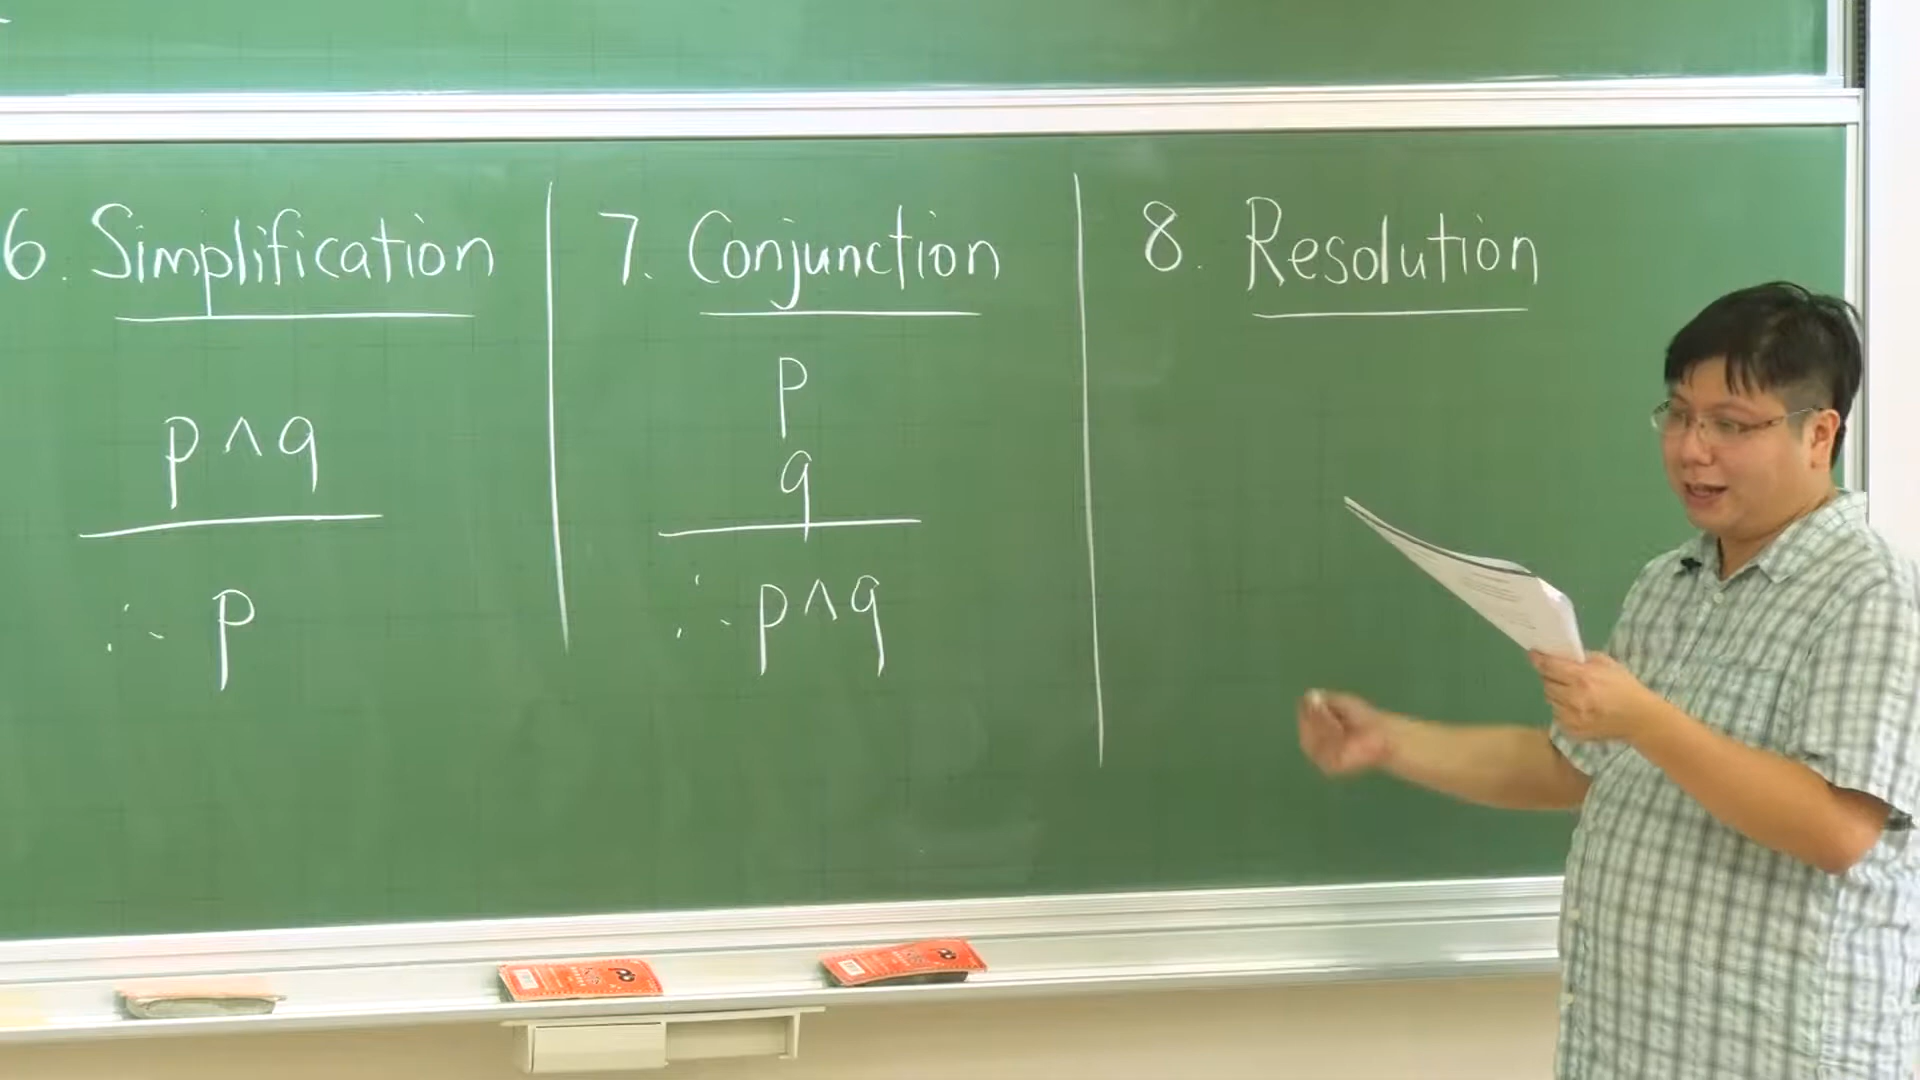 6. Simplification
p ∧ q
∴ p
7. Conjunction
p
q
∴ p ∧ q
8. Resolution